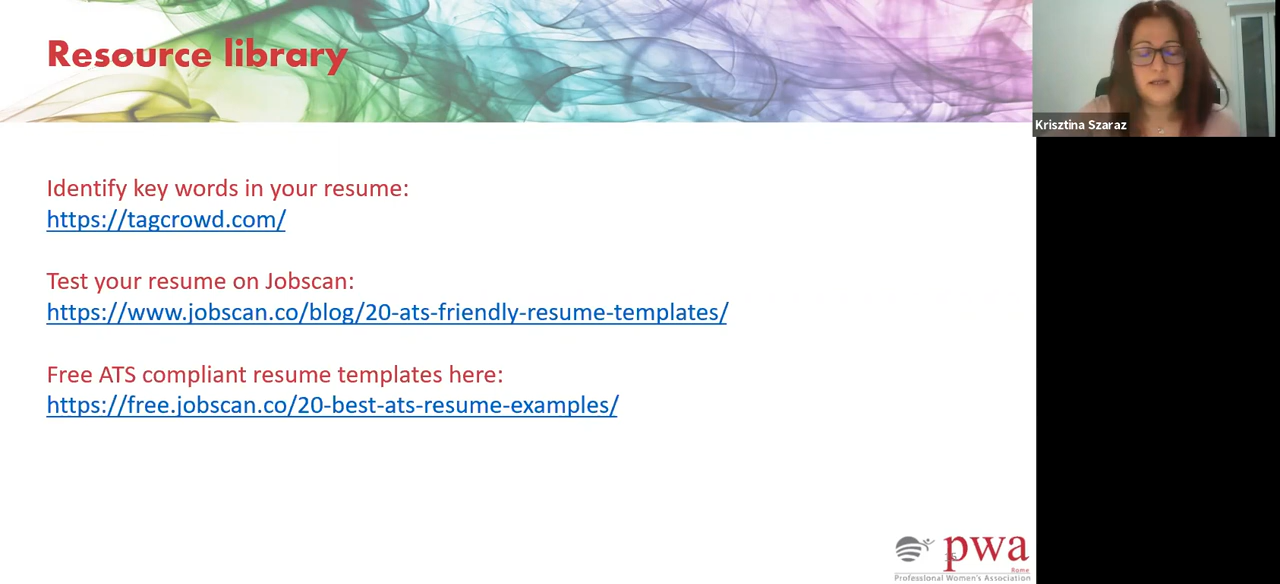 Resource library
Krisztina Szaraz
Identify key words in your resume:
https://tagcrowd.com/
Test your resume on Jobscan:
https://www.jobscan.co/blog/20-ats-friendly-resume-templates/
Free ATS compliant resume templates here:
https://free.jobscan.co/20-best-ats-resume-examples/
pwa
Rome
Professional Women's Association